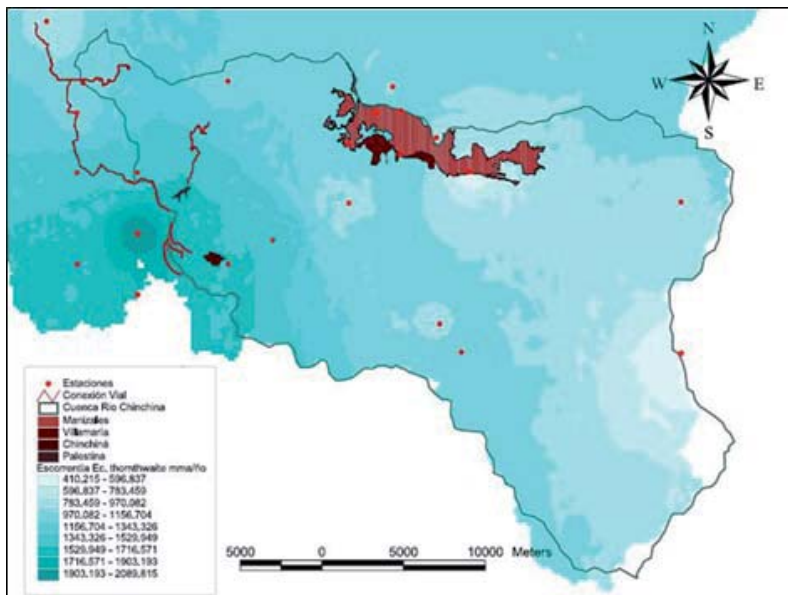 N
W E
S
Estaciones
Conexión Vial
Cuenca Rio Chinchina
Manizales
Villamaria
Chinchiná
Palestina
Escorrentia Ec. thornthwaite mma/ño
410,215 - 596,837
596,837 - 783,459
783,459 - 970,082
970,082 - 1156,704
1156,704 - 1343,326
1343,326 - 1529,949
1529,949 - 1716,571
1716,571 - 1903,193
1903,193 - 2089,815
5000 0 5000 10000 Meters